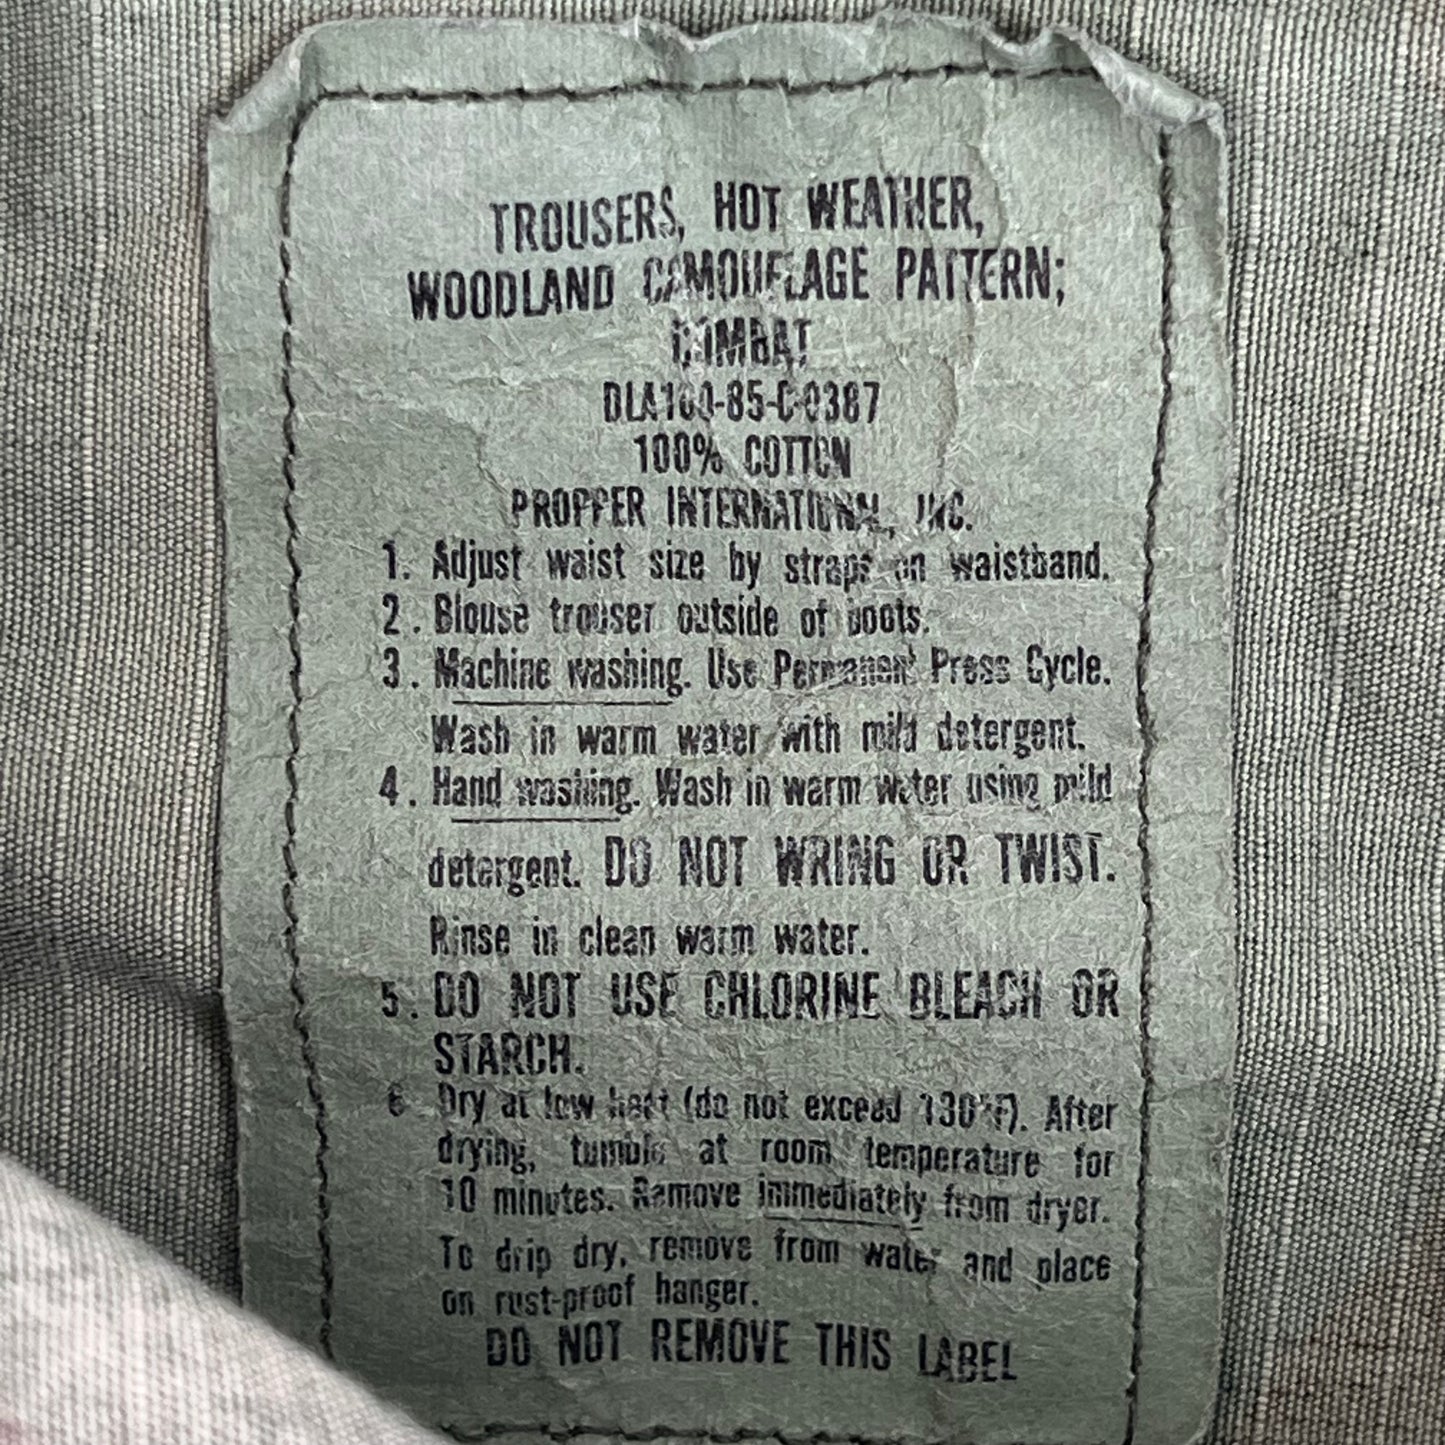 TROUSERS, HOT WEATHER,
WOODLAND CAMOUFLAGE PATTERN;
COMBAT
DLA100-85-C-0387
100% COTTON
PROPPER INTERNATIONAL, INC.
1. Adjust waist size by straps on waistband.
2. Blouse trouser outside of boots.
3. Machine washing. Use Permanent Press Cycle.
Wash in warm water with mild detergent.
4. Hand washing. Wash in warm water using mild
detergent. DO NOT WRING OR TWIST.
Rinse in clean warm water.
5. DO NOT USE CHLORINE BLEACH OR
STARCH.
6 Dry at low heat (do not exceed 130°F). After
drying, tumble at room temperature for
10 minutes. Remove immediately from dryer.
To drip dry, remove from water and place
on rust-proof hanger.
DO NOT REMOVE THIS LABEL